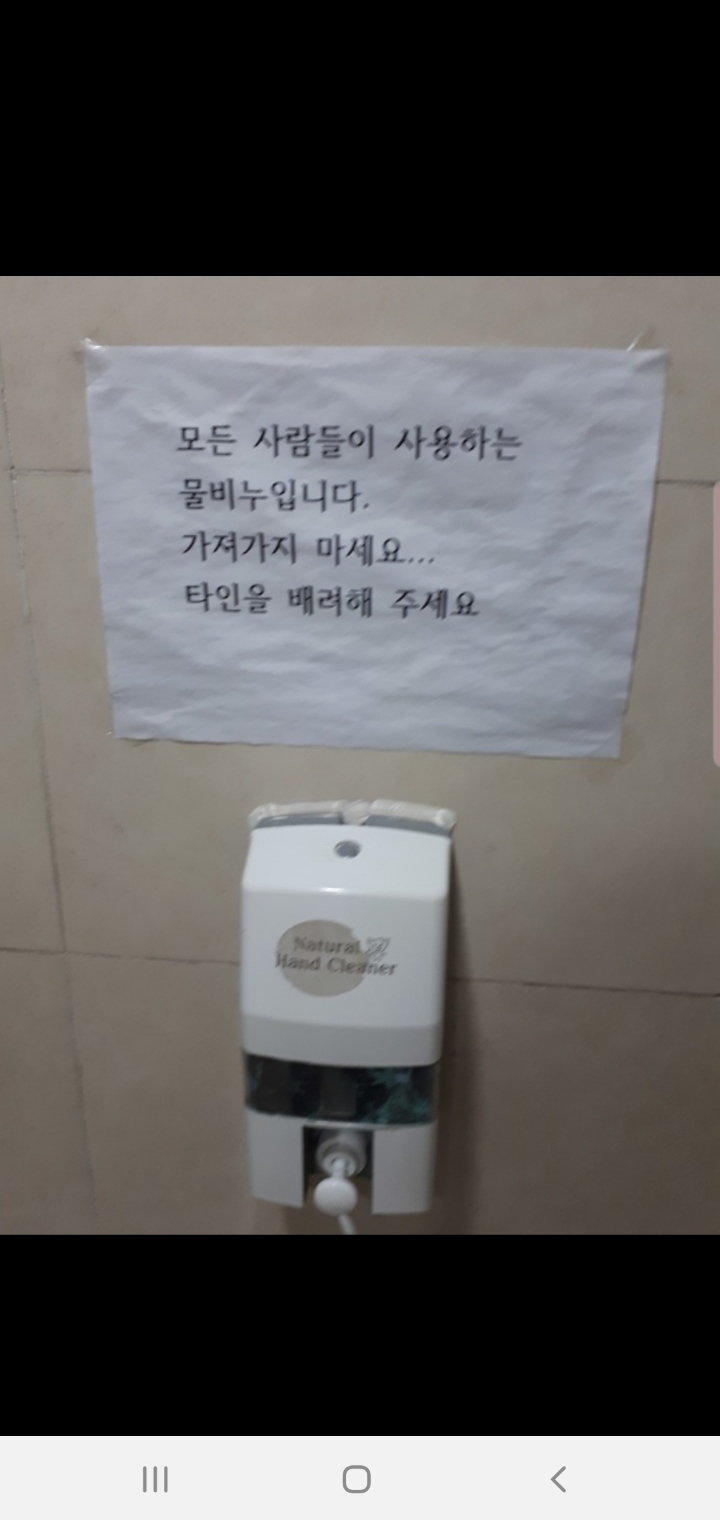 모든 사람들이 사용하는
물비누입니다.
가져가지 마세요...
타인을 배려해 주세요
Natural
Hand Cleaner